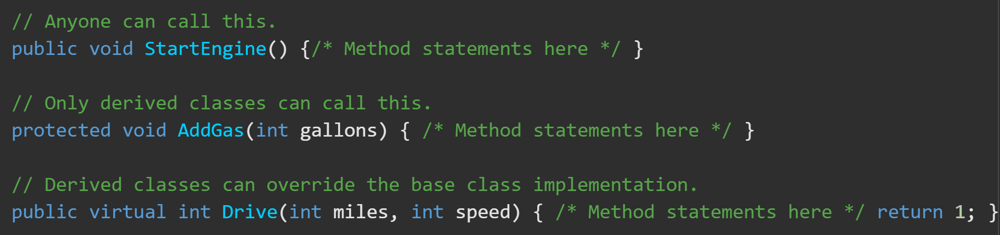 // Anyone can call this.
public void StartEngine() {/* Method statements here */ }
// Only derived classes can call this.
protected void AddGas(int gallons) { /* Method statements here */ }
// Derived classes can override the base class implementation.
public virtual int Drive(int miles, int speed) { /* Method statements here */ return 1; }